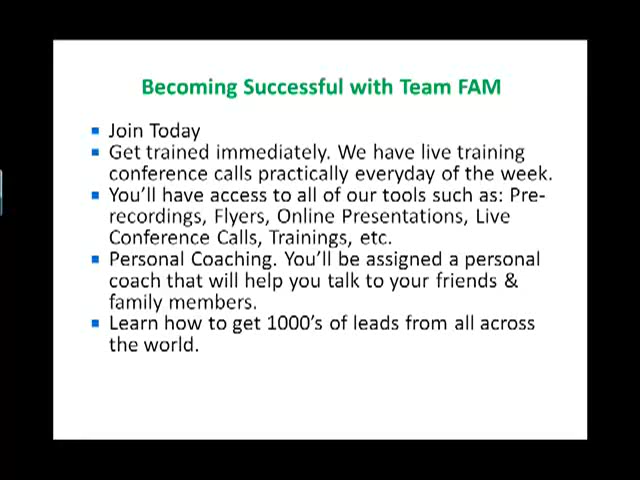 Becoming Successful with Team FAM
▪ Join Today
▪ Get trained immediately. We have live training
conference calls practically everyday of the week.
▪ You'll have access to all of our tools such as: Pre-
recordings, Flyers, Online Presentations, Live
Conference Calls, Trainings, etc.
▪ Personal Coaching. You'll be assigned a personal
coach that will help you talk to your friends &
family members.
▪ Learn how to get 1000's of leads from all across
the world.